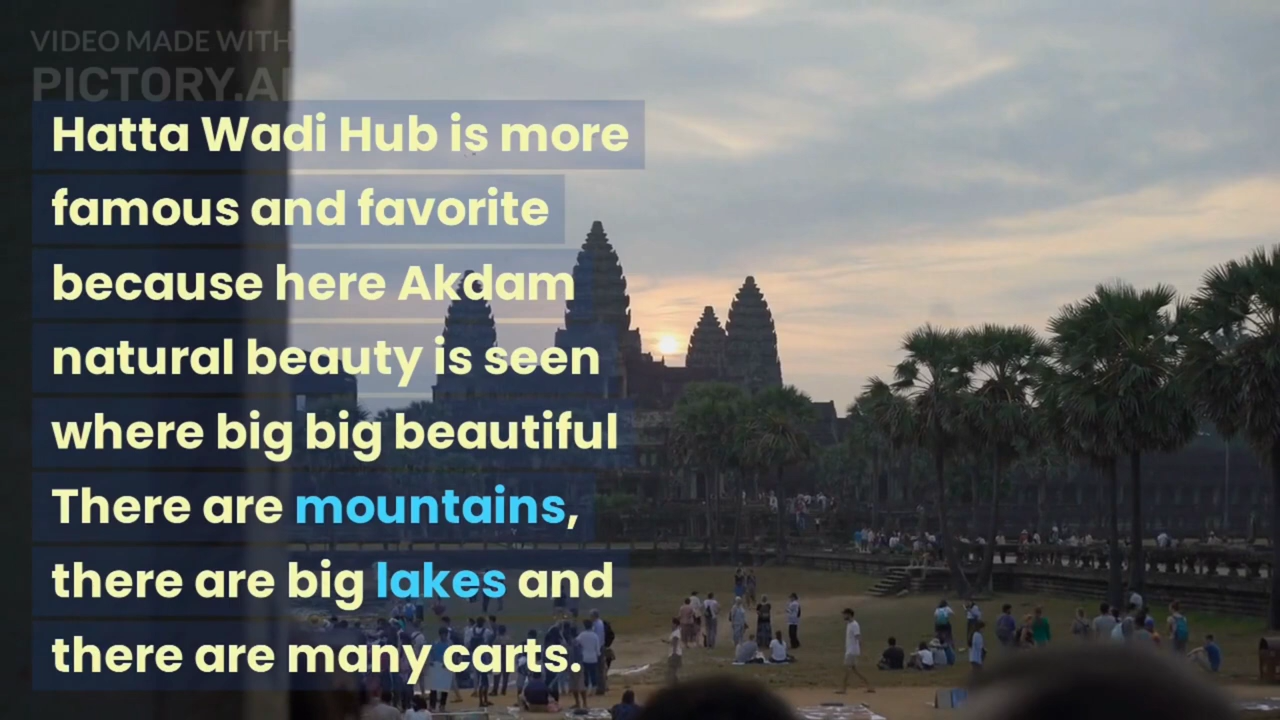 VIDEO MADE WITH
PICTORY.AI
Hatta Wadi Hub is more
famous and favorite
because here Akdam
natural beauty is seen
where big big beautiful
There are mountains,
there are big lakes and
there are many carts.